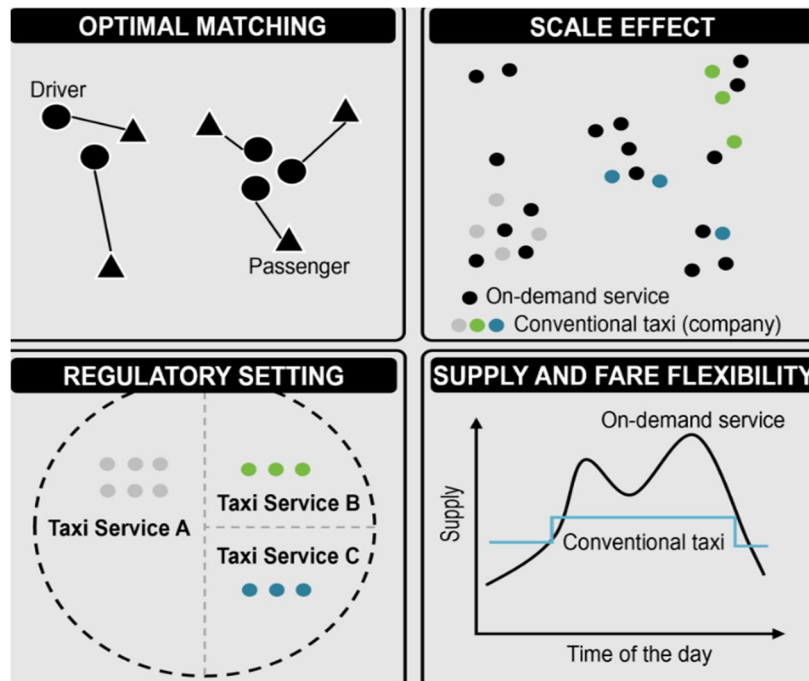 OPTIMAL MATCHING
Driver
Passenger
SCALE EFFECT
On-demand service
Conventional taxi (company)
REGULATORY SETTING
Taxi Service A
Taxi Service B
Taxi Service C
SUPPLY AND FARE FLEXIBILITY
On-demand service
Supply
Conventional taxi
Time of the day